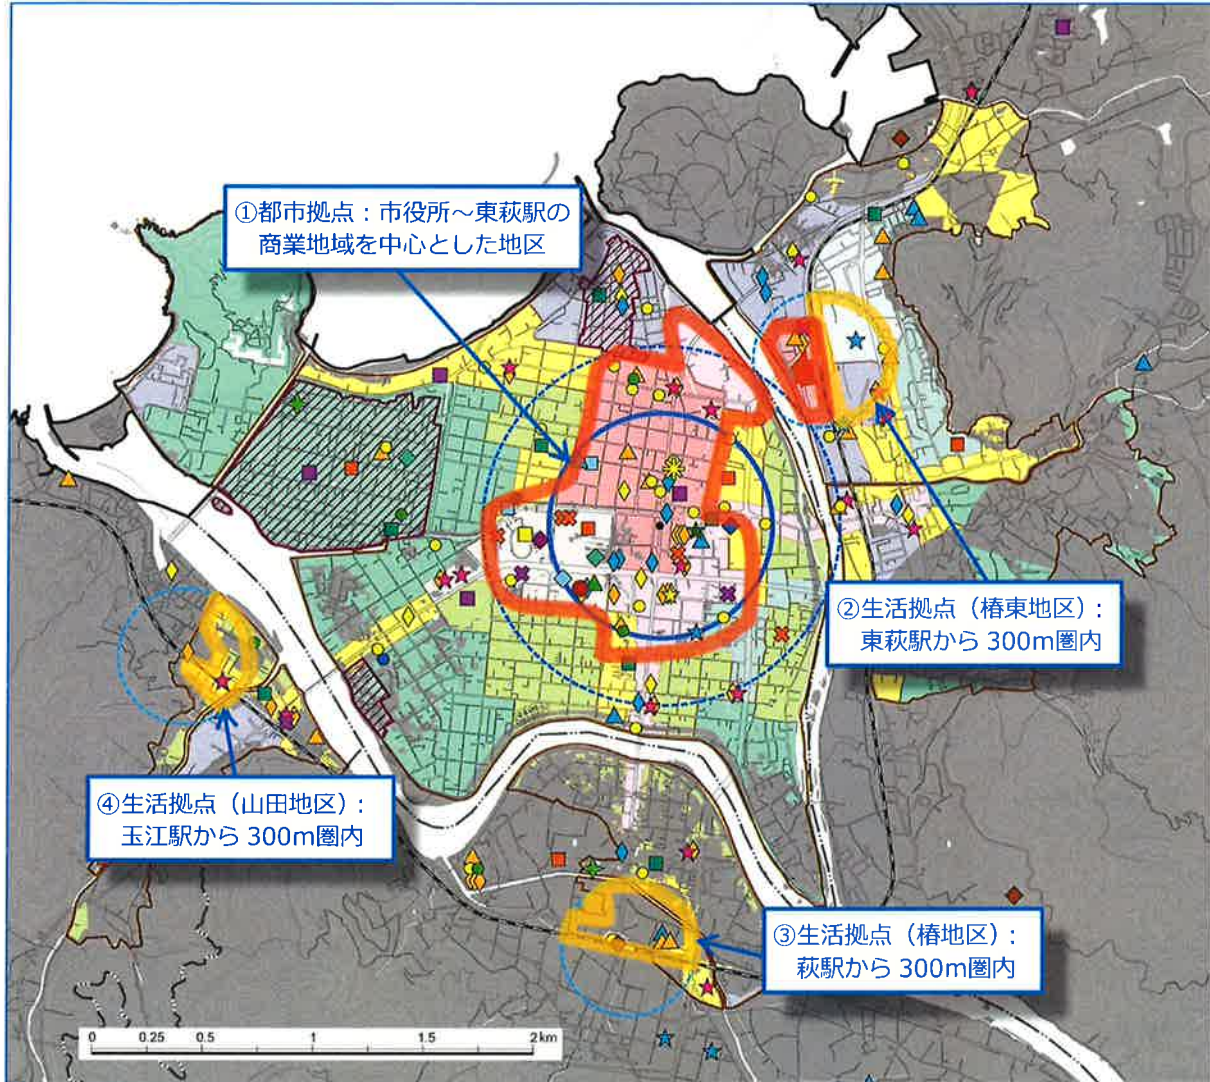 ①都市拠点：市役所～東萩駅の
商業地域を中心とした地区
②生活拠点（椿東地区）：
東萩駅から 300m圏内
④生活拠点（山田地区）：
玉江駅から 300m圏内
③生活拠点（椿地区）：
萩駅から 300m圏内
0 0.25 0.5 1 1.5 2 km